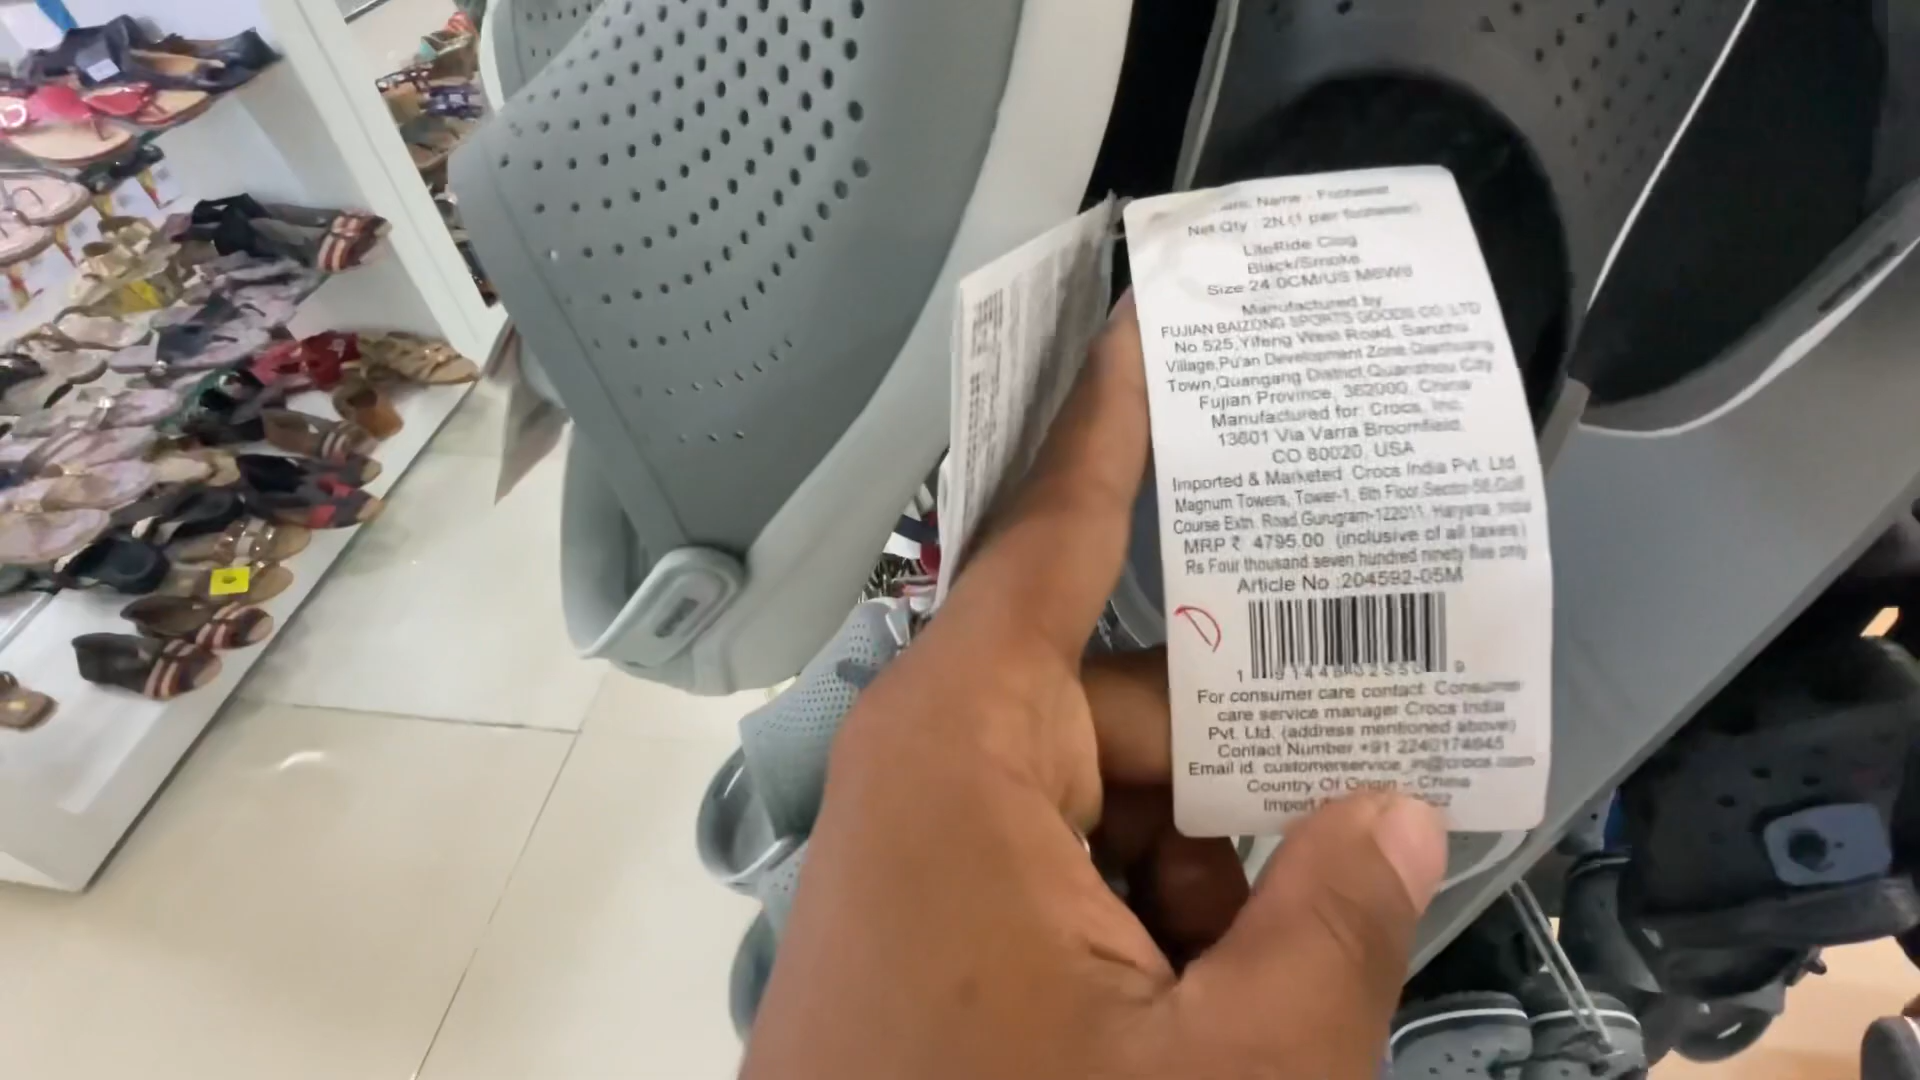 Name - Footwear
Net Qty : 2N (1 pair footwear)
LiteRide Clog
Black/Smoke
Size 24.0CM/US M6W8
Manufactured by
FUJIAN BAIZONG SPORTS GOODS CO.,LTD
No 525,Yifeng West Road, Banzhu
Village,Pu'an Development Zone,
Town,Quangang District,Quanzhou City
Fujian Province, 362000, China
Manufactured for: Crocs, Inc.
13601 Via Varra Broomfield,
CO 80020, USA
Imported & Marketed: Crocs India Pvt. Ltd.
Magnum Towers, Tower-1, 6th Floor,Sector-58,Golf
Course Extn. Road,Gurugram-122011, Haryana, India
MRP ₹ 4795.00 (inclusive of all taxes)
Rs Four thousand seven hundred ninety five only
Article No :204592-05M
For consumer care contact: Consumer
care service manager Crocs India
Pvt. Ltd. (address mentioned above)
Contact Number +91 2240174645
Email id: customerservice_in@crocs.com
Country Of Origin – China
Import